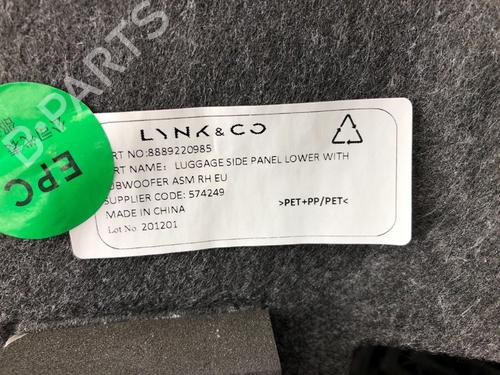 LYNK & CO
RT NO:8889220985
RT NAME: LUGGAGE SIDE PANEL LOWER WITH
UBWOOFER ASM RH EU
SUPPLIER CODE: 574249
MADE IN CHINA
>PET+PP/PET<
Lot No. 201201
EPC
B-PARTS